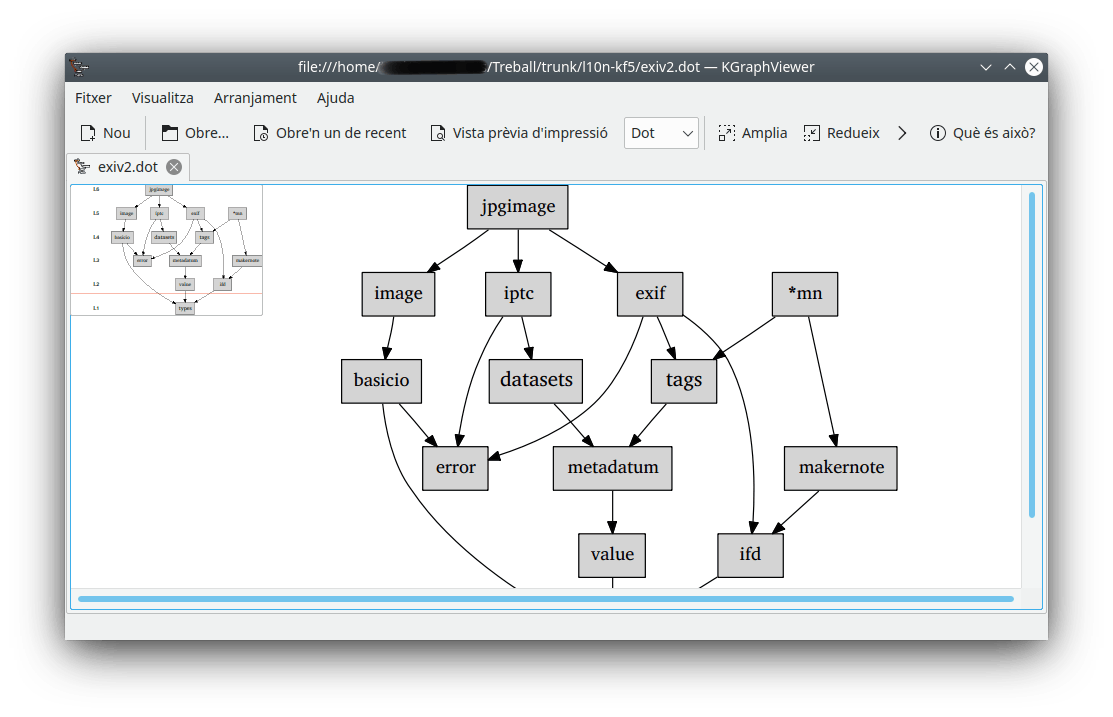 file:///home/ /Treball/trunk/l10n-kf5/exiv2.dot — KGraphViewer
Fitxer Visualitza Arranjament Ajuda
Nou Obre... Obre'n un de recent Vista prèvia d'impressió Dot Amplia Redueix Què és això?
exiv2.dot
L6 jpgimage
L5 image iptc exif *mn
L4 basicio datasets tags
L3 error metadatum makernote
L2 value ifd
L1 types
jpgimage
image iptc exif *mn
basicio datasets tags
error metadatum makernote
value ifd